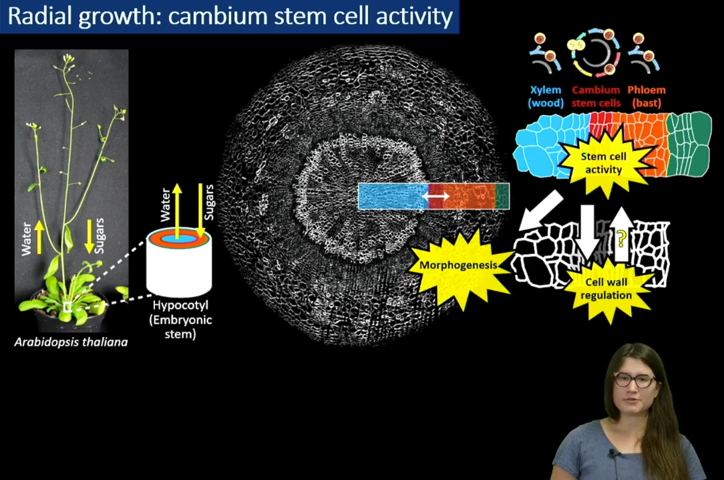 Radial growth: cambium stem cell activity
Water
Sugars
Arabidopsis thaliana
Water
Sugars
Hypocotyl
(Embryonic
stem)
Xylem
(wood)
Cambium
stem cells
Phloem
(bast)
Stem cell
activity
Morphogenesis
?
Cell wall
regulation